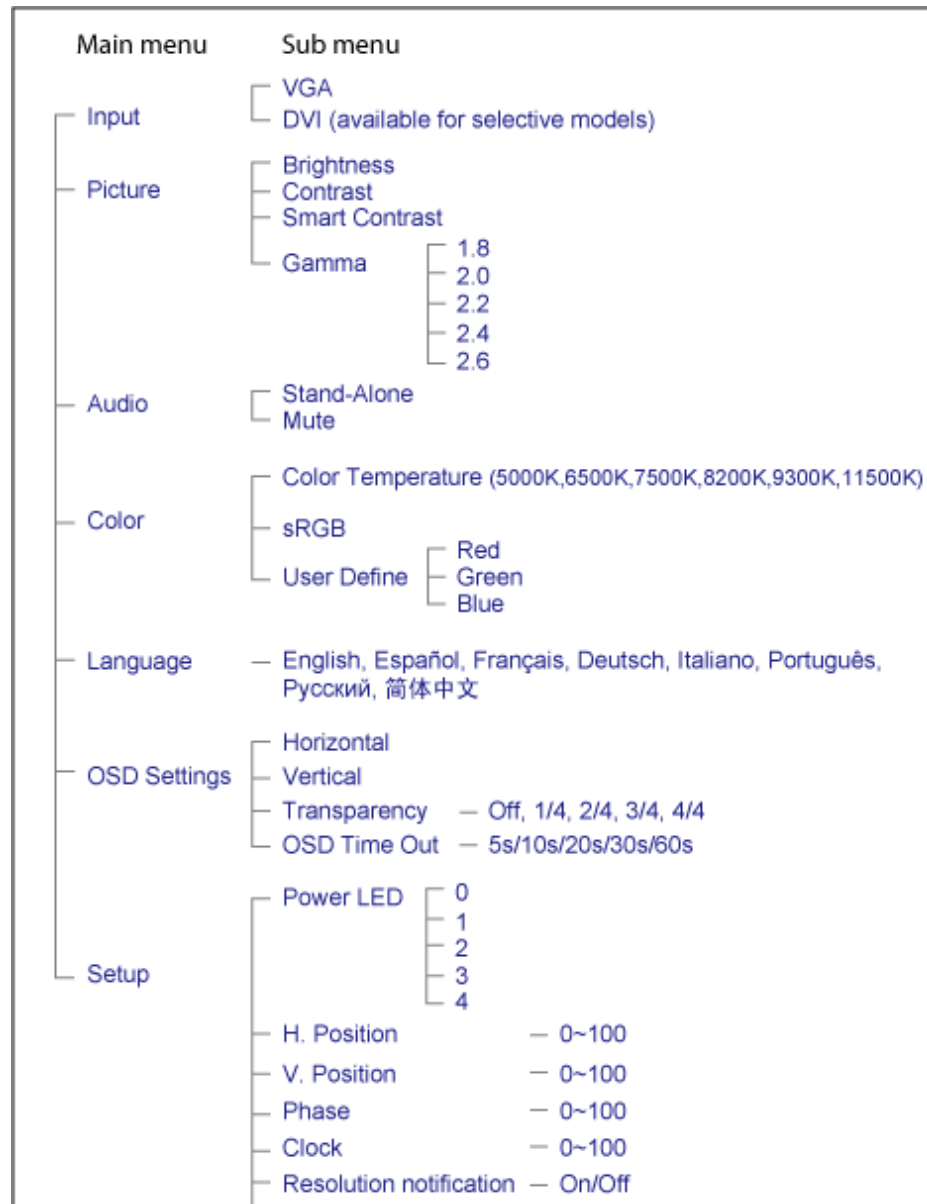 Main menu Sub menu
VGA
Input
DVI (available for selective models)
Brightness
Picture
Contrast
Smart Contrast
Gamma
1.8
2.0
2.2
2.4
2.6
Audio
Stand-Alone
Mute
Color Temperature (5000K,6500K,7500K,8200K,9300K,11500K)
Color
sRGB
User Define
Red
Green
Blue
Language
English, Español, Français, Deutsch, Italiano, Português,
Русский, 简体中文
Horizontal
OSD Settings
Vertical
Transparency — Off, 1/4, 2/4, 3/4, 4/4
OSD Time Out — 5s/10s/20s/30s/60s
Power LED
0
1
2
3
4
Setup
H. Position — 0~100
V. Position — 0~100
Phase — 0~100
Clock — 0~100
Resolution notification — On/Off